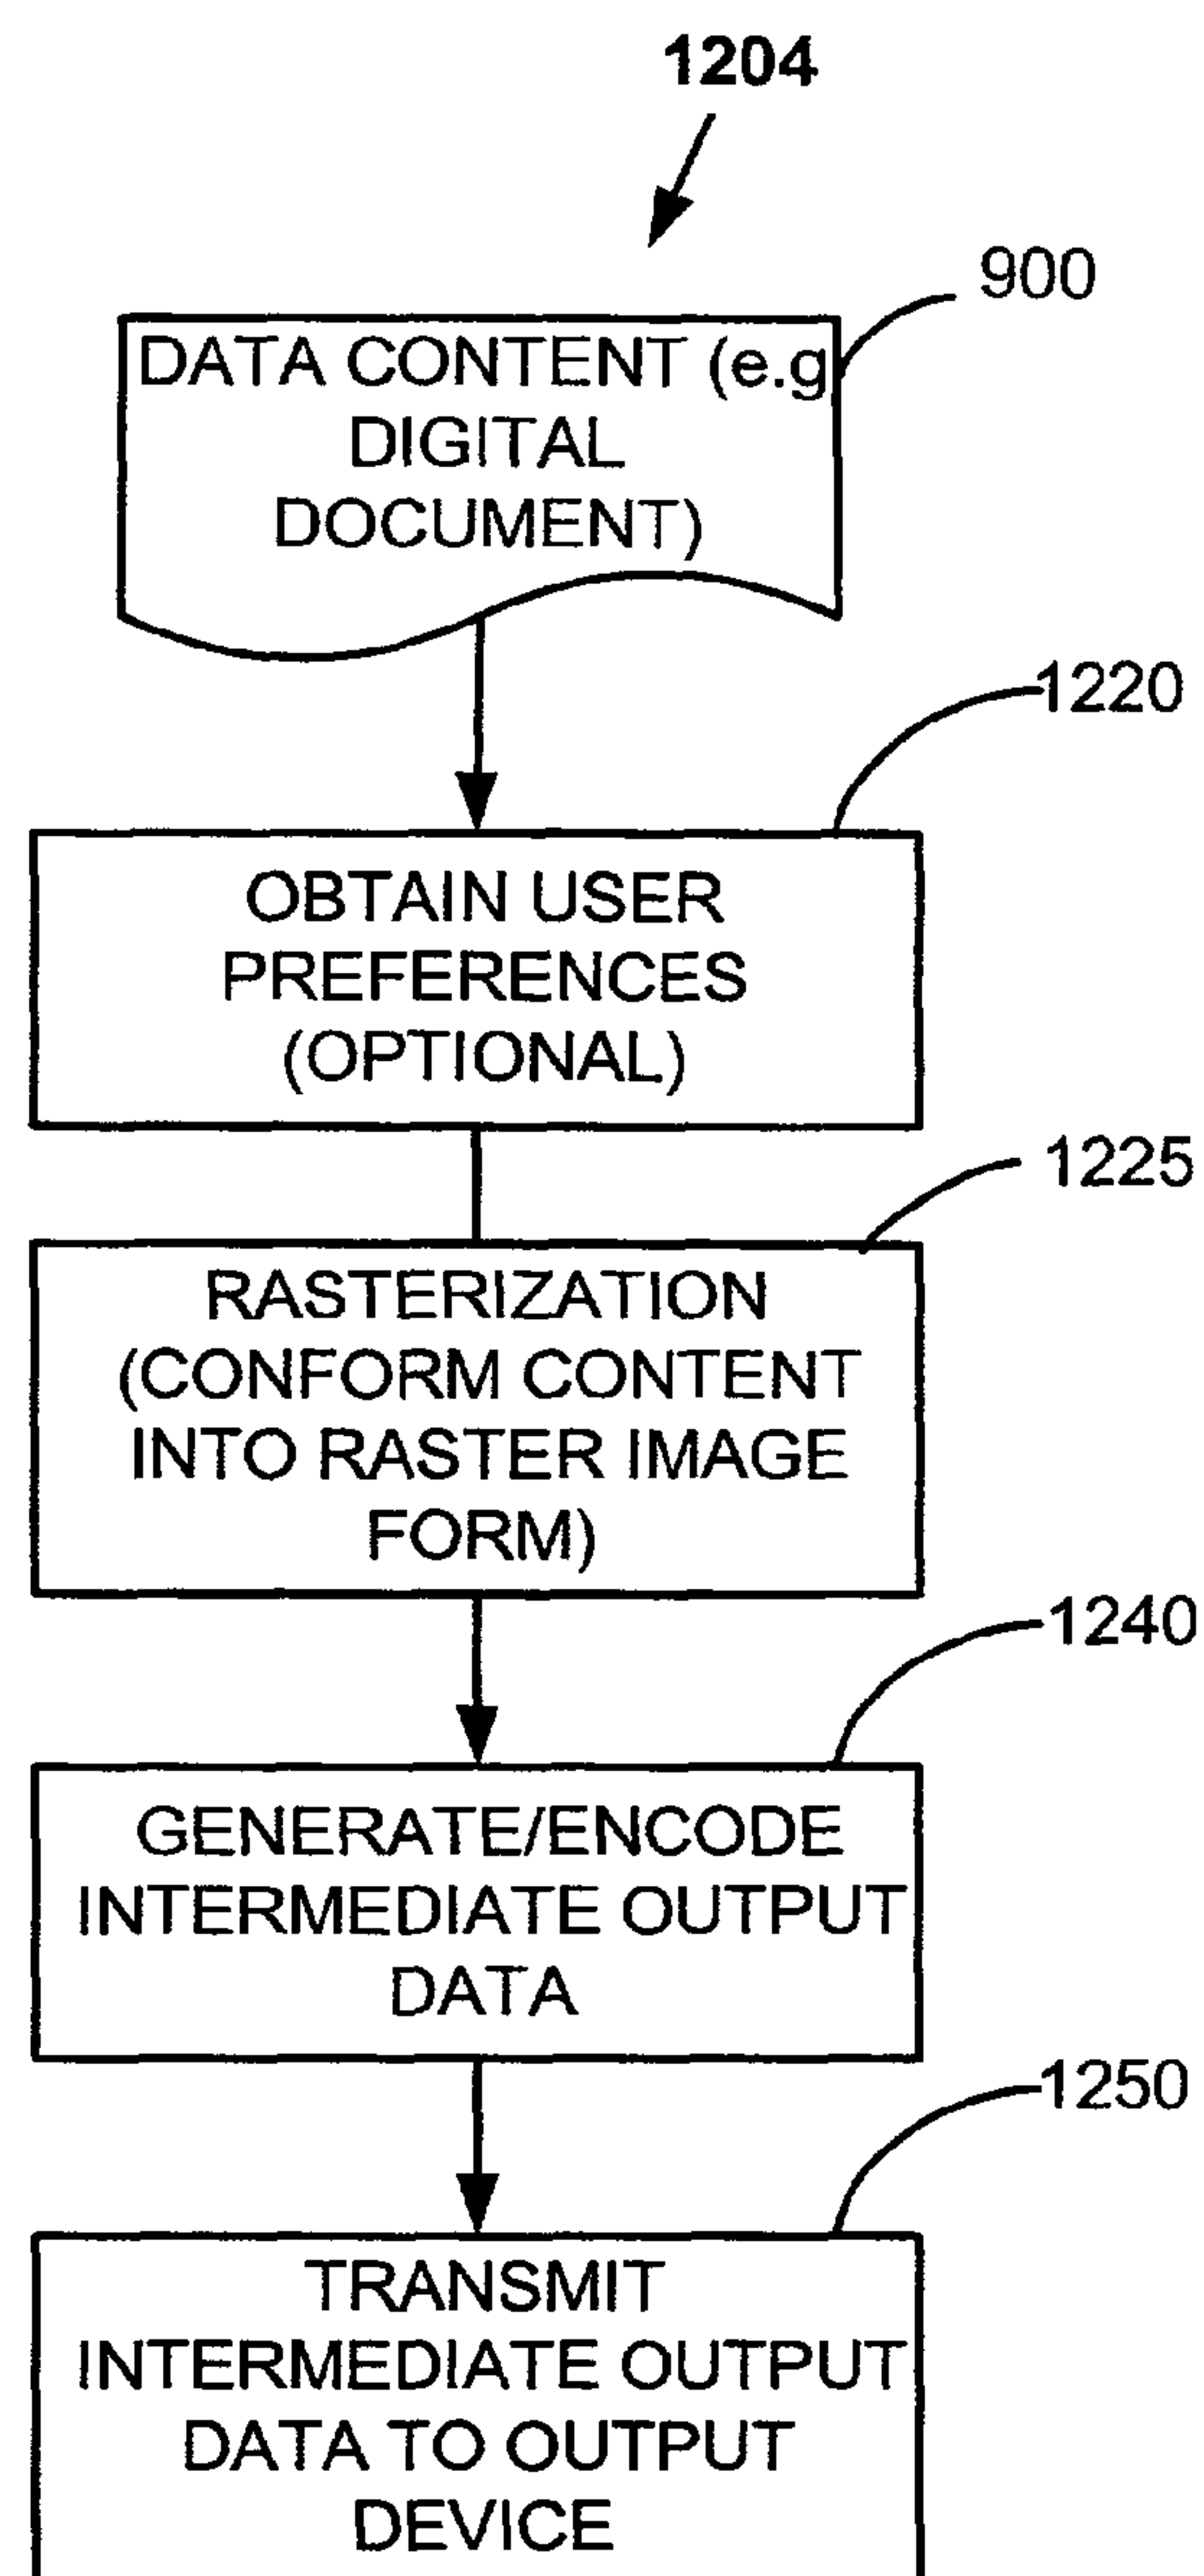 1204
900
DATA CONTENT (e.g
DIGITAL
DOCUMENT)
1220
OBTAIN USER
PREFERENCES
(OPTIONAL)
1225
RASTERIZATION
(CONFORM CONTENT
INTO RASTER IMAGE
FORM)
1240
GENERATE/ENCODE
INTERMEDIATE OUTPUT
DATA
1250
TRANSMIT
INTERMEDIATE OUTPUT
DATA TO OUTPUT
DEVICE